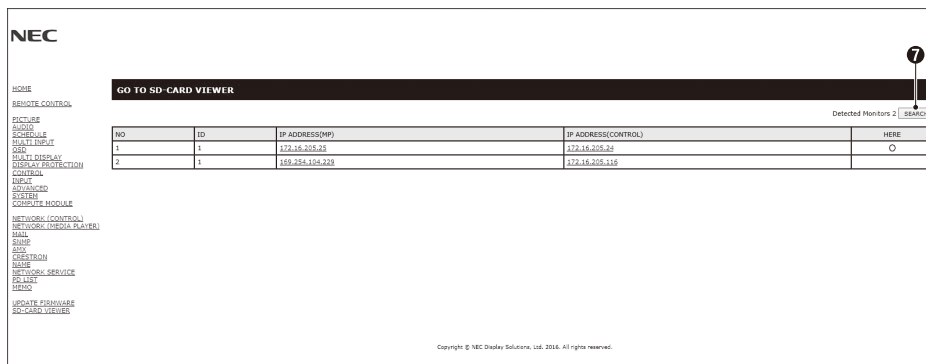 NEC
7
HOME
REMOTE CONTROL
PICTURE
AUDIO
SCHEDULE
MULTI INPUT
OSD
MULTI DISPLAY
DISPLAY PROTECTION
CONTROL
INPUT
ADVANCED
SYSTEM
COMPUTE MODULE
NETWORK (CONTROL)
NETWORK (MEDIA PLAYER)
MAIL
SNMP
AMX
CRESTRON
NAME
NETWORK SERVICE
PD LIST
MEMO
UPDATE FIRMWARE
SD-CARD VIEWER
GO TO SD-CARD VIEWER
Detected Monitors 2 SEARCH
NO ID IP ADDRESS(MP) IP ADDRESS(CONTROL) HERE
1 1 172.16.205.25 172.16.205.24 O
2 1 169.254.104.229 172.16.205.116
Copyright © NEC Display Solutions, Ltd. 2016. All rights reserved.